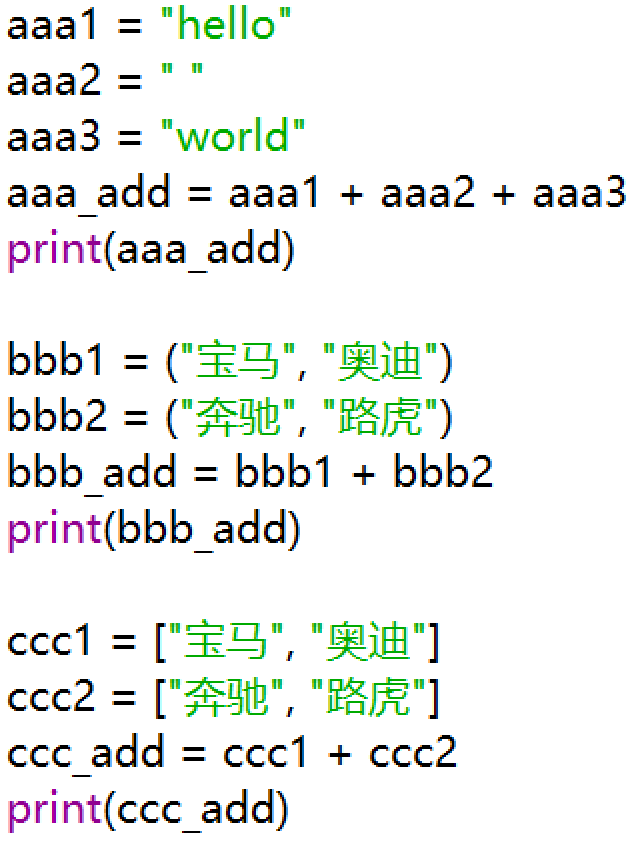 aaa1 = "hello"
aaa2 = " "
aaa3 = "world"
aaa_add = aaa1 + aaa2 + aaa3
print(aaa_add)
bbb1 = ("宝马", "奥迪")
bbb2 = ("奔驰", "路虎")
bbb_add = bbb1 + bbb2
print(bbb_add)
ccc1 = ["宝马", "奥迪"]
ccc2 = ["奔驰", "路虎"]
ccc_add = ccc1 + ccc2
print(ccc_add)